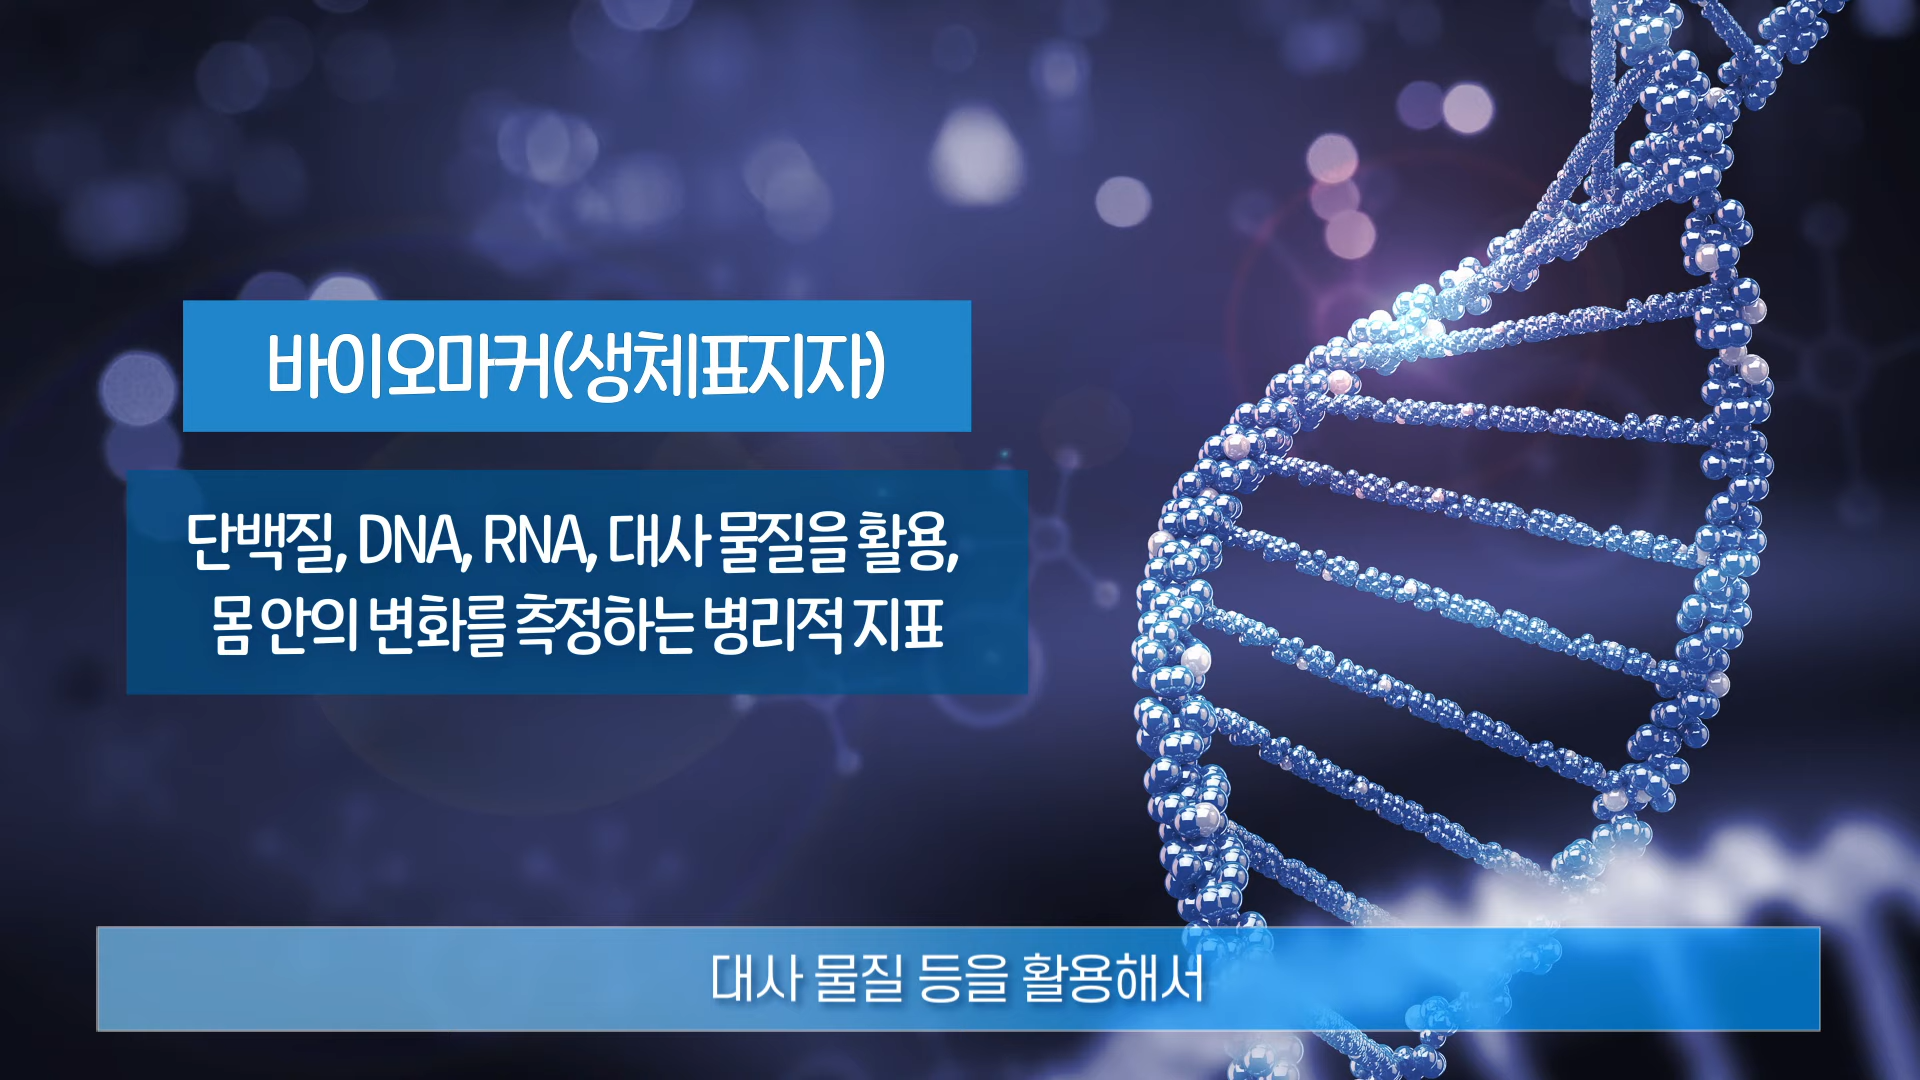 바이오마커(생체표지자)
단백질, DNA, RNA, 대사 물질을 활용,
몸 안의 변화를 측정하는 병리적 지표
대사 물질 등을 활용해서